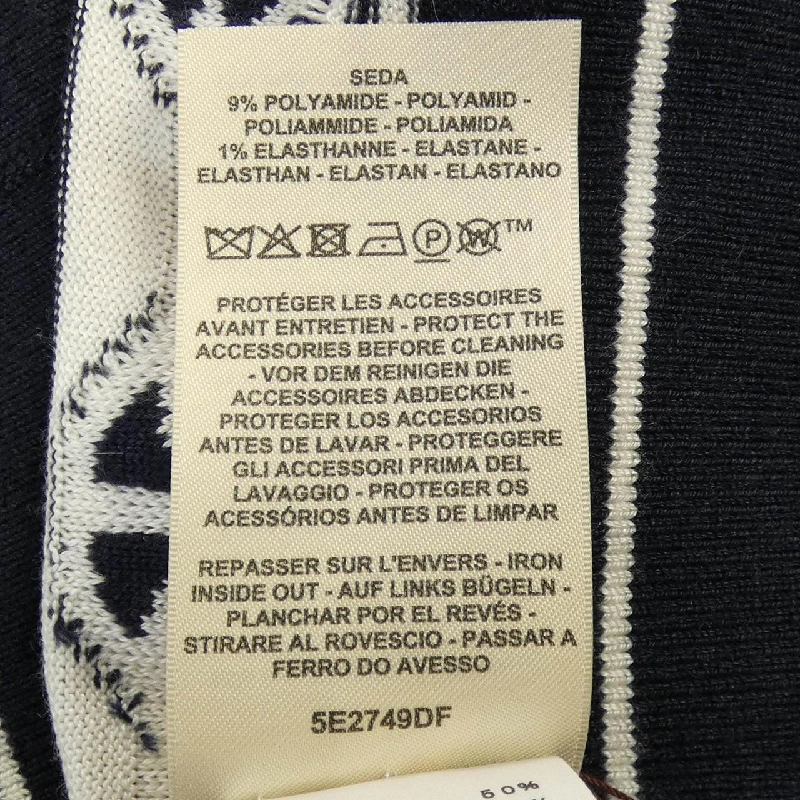 SEDA
9% POLYAMIDE - POLYAMID -
POLIAMMIDE - POLIAMIDA
1% ELASTHANNE - ELASTANE -
ELASTHAN - ELASTAN - ELASTANO
P W™
PROTÉGER LES ACCESSOIRES
AVANT ENTRETIEN - PROTECT THE
ACCESSORIES BEFORE CLEANING
- VOR DEM REINIGEN DIE
ACCESSOIRES ABDECKEN -
PROTEGER LOS ACCESORIOS
ANTES DE LAVAR - PROTEGGERE
GLI ACCESSORI PRIMA DEL
LAVAGGIO - PROTEGER OS
ACESSÓRIOS ANTES DE LIMPAR
REPASSER SUR L'ENVERS - IRON
INSIDE OUT - AUF LINKS BÜGELN -
PLANCHAR POR EL REVÉS -
STIRARE AL ROVESCIO - PASSAR A
FERRO DO AVESSO
5E2749DF
50%